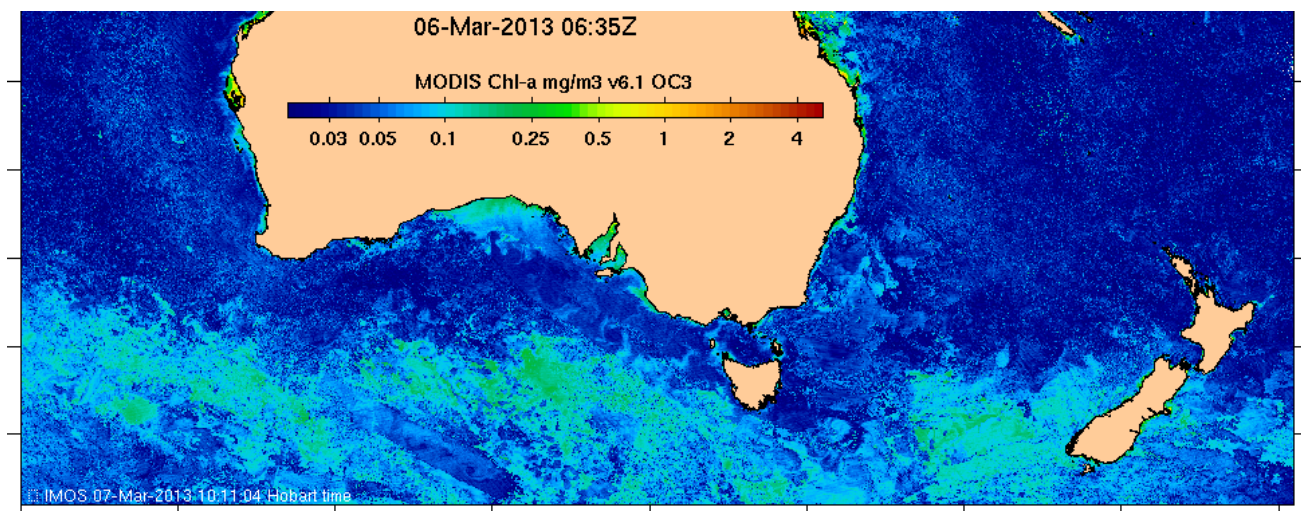 06-Mar-2013 06:35Z
MODIS Chl-a mg/m3 v6.1 OC3
0.03 0.05 0.1 0.25 0.5 1 2 4
IMOS 07-Mar-2013 10:11:04 Hobart time